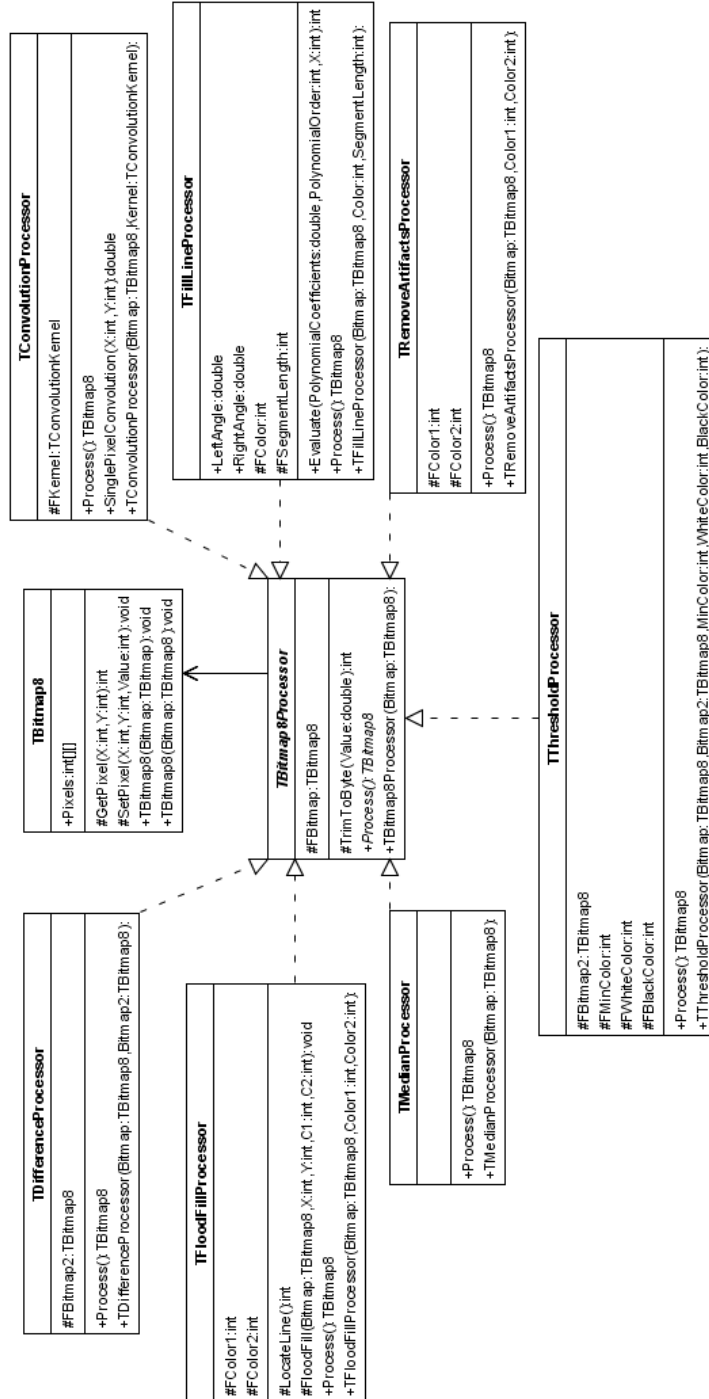 TDifferenceProcessor
#FBitmap2:TBitmap8
+Process():TBitmap8
+TDifferenceProcessor(Bitmap:TBitmap8,Bitmap2:TBitmap8):
TBitmap8
+Pixels:int[][]
#GetPixel(X:int,Y:int):int
#SetPixel(X:int,Y:int,Value:int):void
+TBitmap8(Bitmap:TBitmap):void
+TBitmap8(Bitmap:TBitmap8):void
TConvolutionProcessor
#FKernel:TConvolutionKernel
+Process():TBitmap8
+SinglePixelConvolution(X:int,Y:int):double
+TConvolutionProcessor(Bitmap:TBitmap8,Kernel:TConvolutionKernel):
TFloodFillProcessor
#FColor1:int
#FColor2:int
#LocateLine():int
#FloodFill(Bitmap:TBitmap8,X:int,Y:int,C1:int,C2:int):void
+Process():TBitmap8
+TFloodFillProcessor(Bitmap:TBitmap8,Color1:int,Color2:int):
TBitmap8Processor
#FBitmap:TBitmap8
#TrimToByte(Value:double):int
+Process():TBitmap8
+TBitmap8Processor(Bitmap:TBitmap8):
TFillLineProcessor
+LeftAngle:double
+RightAngle:double
#FColor:int
#FSegmentLength:int
+Evaluate(PolynomialCoefficients:double,PolynomialOrder:int,X:int):int
+Process():TBitmap8
+TFillLineProcessor(Bitmap:TBitmap8,Color:int,SegmentLength:int):
TMedianProcessor
+Process():TBitmap8
+TMedianProcessor(Bitmap:TBitmap8):
TRemoveArtifactsProcessor
#FColor1:int
#FColor2:int
+Process():TBitmap8
+TRemoveArtifactsProcessor(Bitmap:TBitmap8,Color1:int,Color2:int):
TThresholdProcessor
#FBitmap2:TBitmap8
#FMinColor:int
#FWhiteColor:int
#FBlackColor:int
+Process():TBitmap8
+TThresholdProcessor(Bitmap:TBitmap8,Bitmap2:TBitmap8,MinColor:int,WhiteColor:int,BlackColor:int):